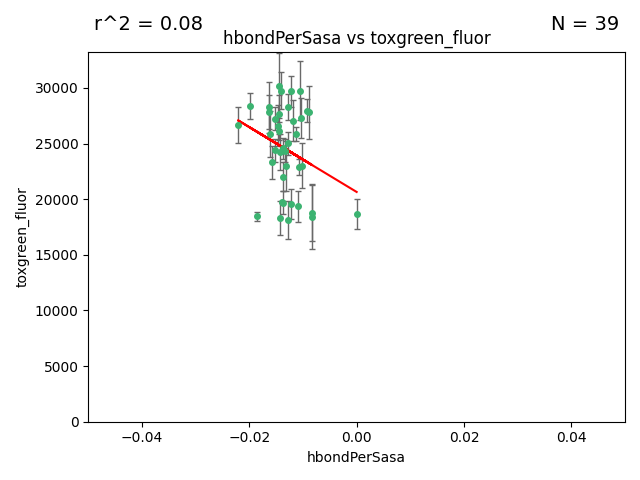 r^2 = 0.08
N = 39
hbondPerSasa vs toxgreen_fluor
30000
25000
20000
15000
10000
5000
0
toxgreen_fluor
−0.04
−0.02
0.00
0.02
0.04
hbondPerSasa